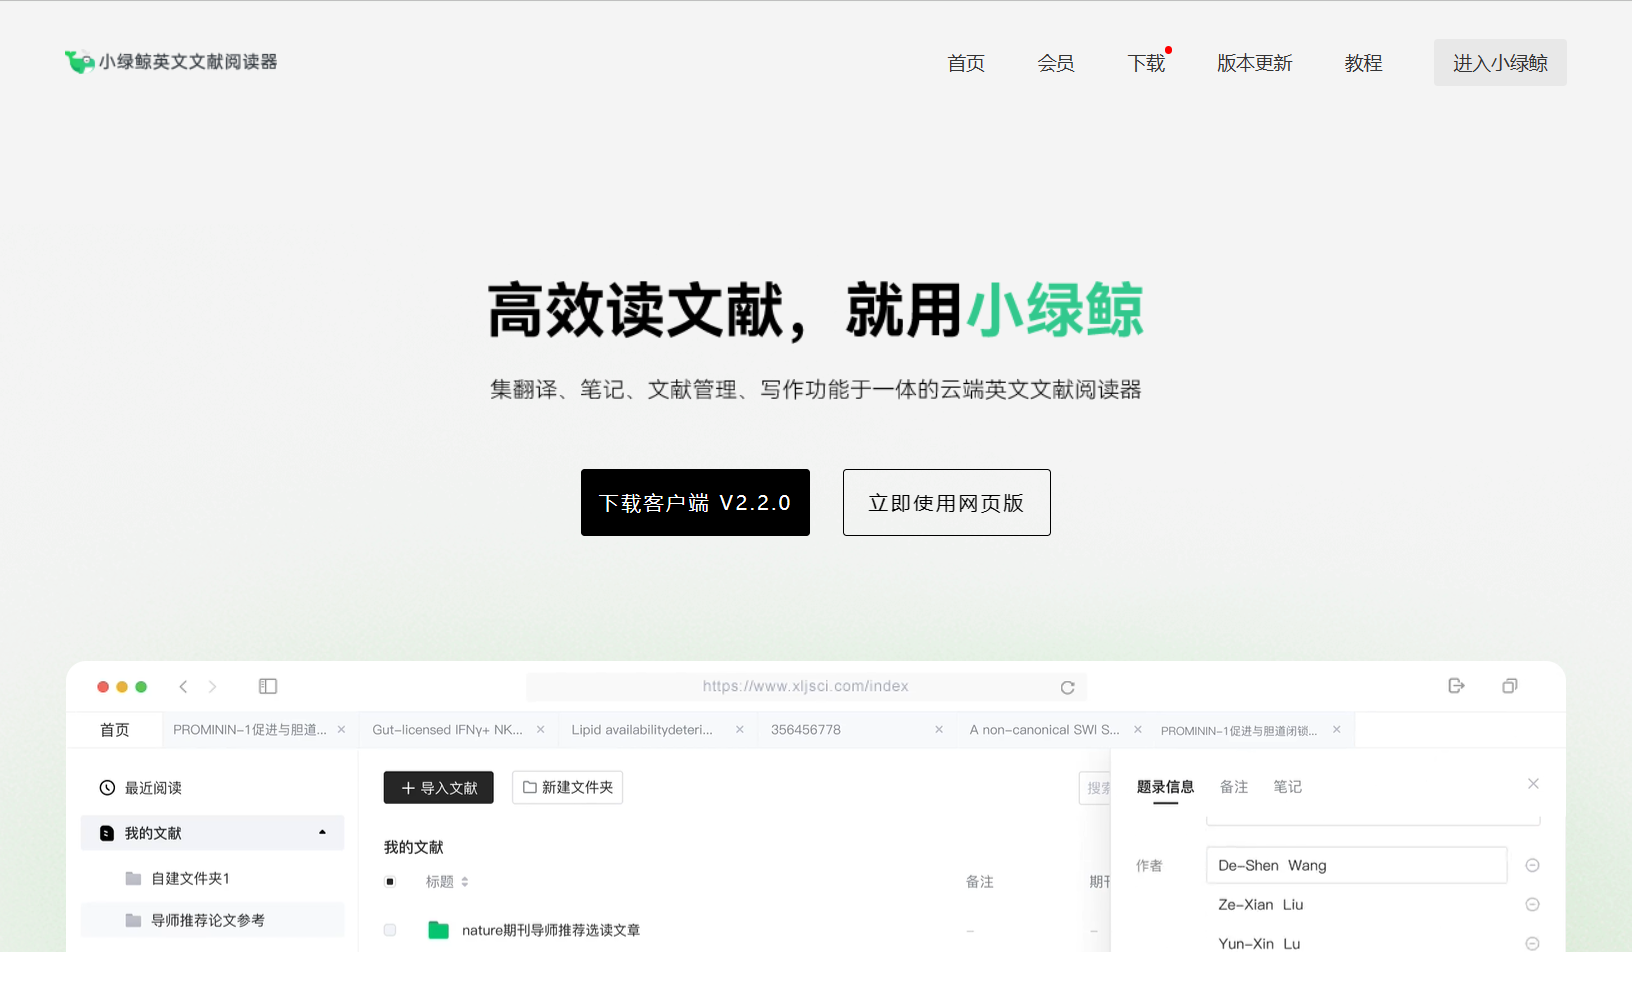 小绿鲸英文文献阅读器
首页 会员 下载 版本更新 教程 进入小绿鲸
高效读文献，就用小绿鲸
集翻译、笔记、文献管理、写作功能于一体的云端英文文献阅读器
下载客户端 V2.2.0 立即使用网页版
https://www.xljsci.com/index
首页 PROMININ-1促进与胆道... Gut-licensed IFNγ+ NK... Lipid availabilitydeteri... 356456778 A non-canonical SWI S... PROMININ-1促进与胆道闭锁...
最近阅读
我的文献
自建文件夹1
导师推荐论文参考
导入文献 新建文件夹 搜索
我的文献
标题 备注 期刊
nature期刊导师推荐选读文章 – –
题录信息 备注 笔记
作者 De-Shen Wang
Ze-Xian Liu
Yun-Xin Lu